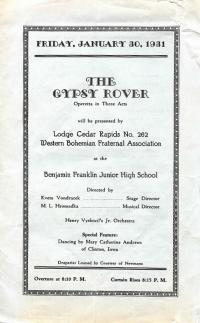 FRIDAY, JANUARY 30, 1931
THE
GYPSY ROVER
Operetta in Three Acts
will be presented by
Lodge Cedar Rapids No. 262
Western Bohemian Fraternal Association
at the
Benjamin Franklin Junior High School
Directed by
Evera Vondracek Stage Director
M. L. Musical Director
Henry Jr. Orchestra
Special Feature:
Dancing by Mary Catherine Andrews
of Clinton, Iowa
Draperies Loaned by Courtesy of Newmans
Overture at 8:10 P. M. Curtain Rises 8:15 P. M.